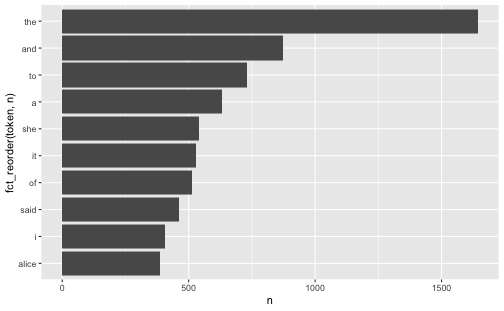 the
and
to
a
she
it
of
said
i
alice
fct_reorder(token, n)
0 500 1000 1500
n